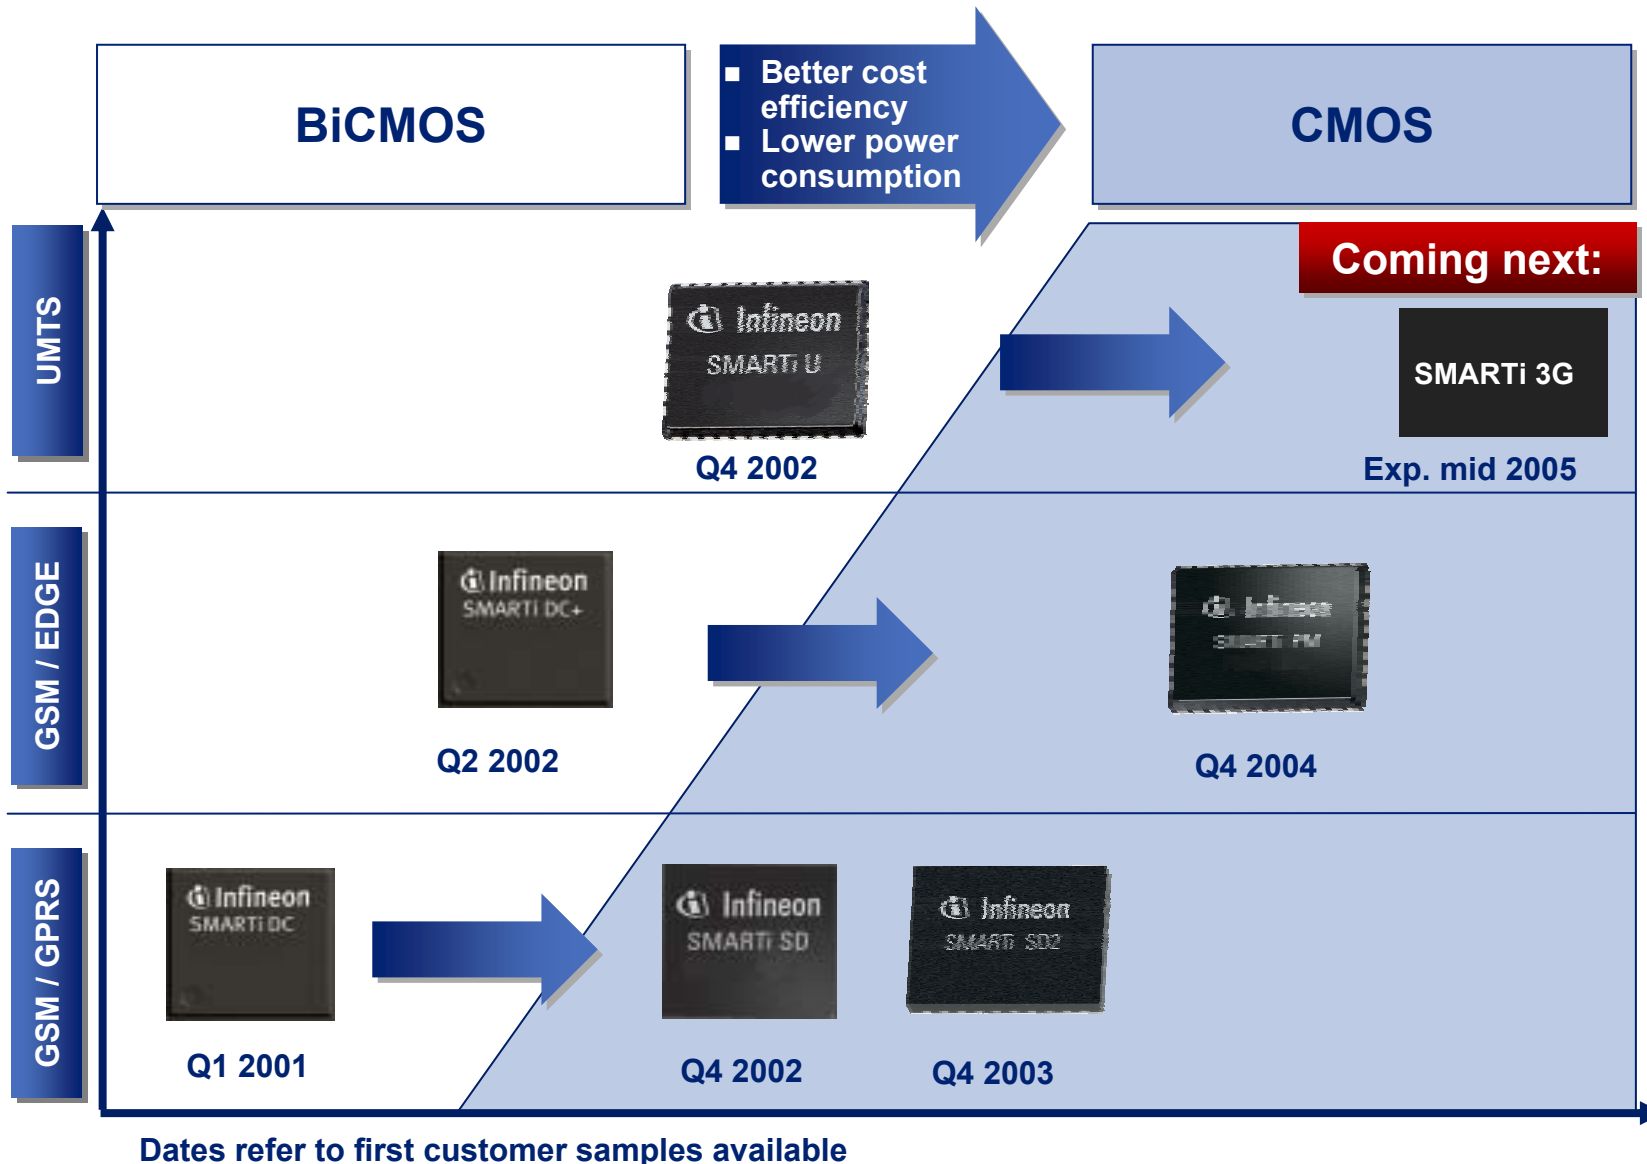 BiCMOS
Better cost
efficiency
Lower power
consumption
CMOS
UMTS
Infineon
SMARTi U
Q4 2002
Coming next:
SMARTi 3G
Exp. mid 2005
GSM / EDGE
Infineon
SMARTi DC+
Q2 2002
Infineon
Q4 2004
GSM / GPRS
Infineon
SMARTi DC
Q1 2001
Infineon
SMARTi SD
Q4 2002
Infineon
SMARTi SD2
Q4 2003
Dates refer to first customer samples available